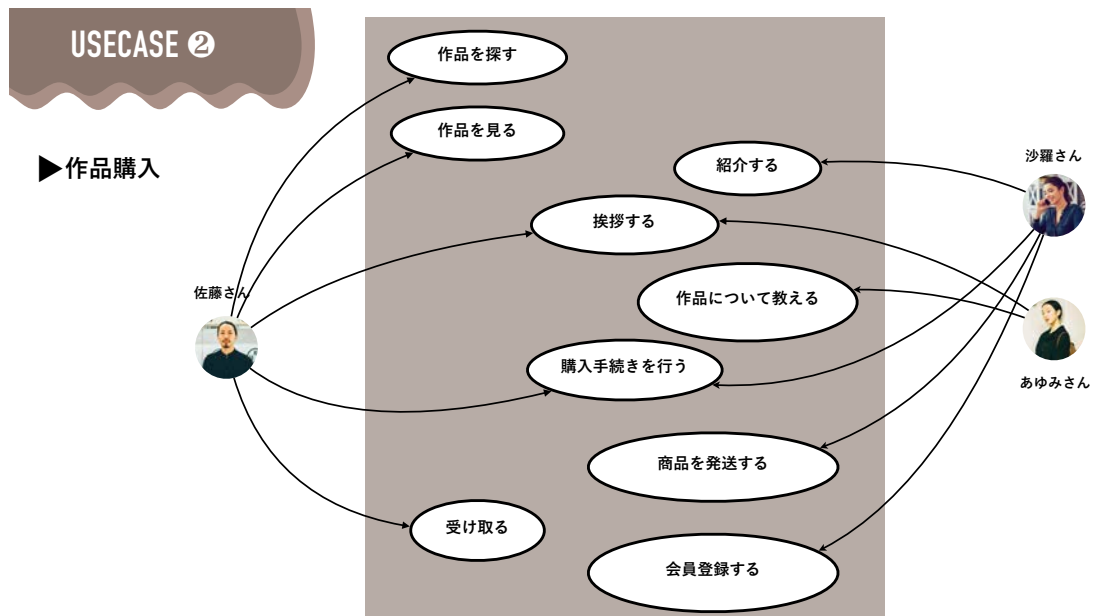 USECASE ❷
▶作品購入
作品を探す
作品を見る
紹介する
沙羅さん
挨拶する
佐藤さん
作品について教える
購入手続きを行う
あゆみさん
商品を発送する
受け取る
会員登録する